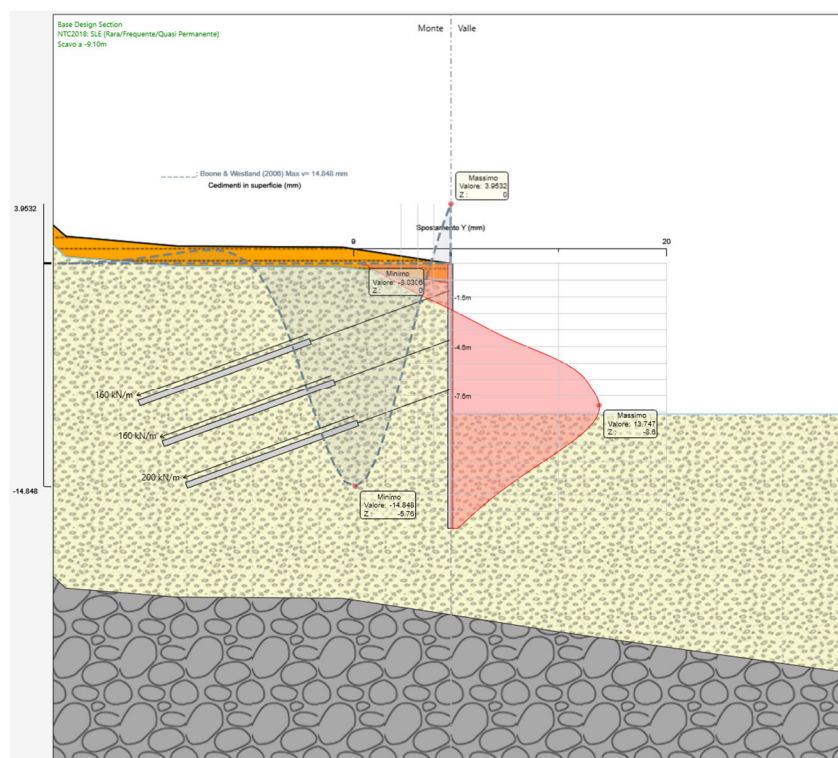 Base Design Section
NTC2018: SLE (Rara/Frequente/Quasi Permanente)
Scavo a -9.10m
Monte
Valle
: Boone & Westland (2006) Max v= 14.848 mm
Cedimenti in superficie (mm)
Massimo
Valore: 3.9532
Z : 0
3.9532
Spostamento Y (mm)
9
20
Minimo
Valore: -8.0306
Z : 0
-1.5m
-4.5m
-7.5m
160 kN/m
160 kN/m
200 kN/m
Massimo
Valore: 13.747
Z : -8.6
-14.848
Minimo
Valore: -14.848
Z : -5.76